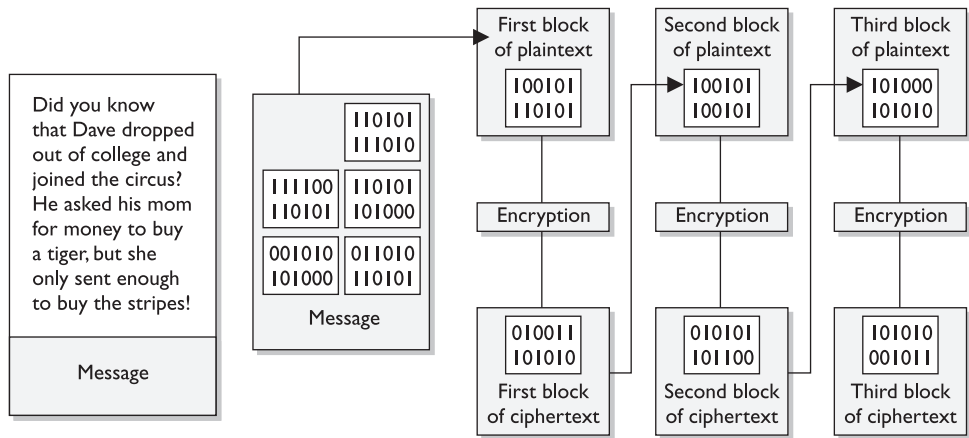 Did you know
that Dave dropped
out of college and
joined the circus?
He asked his mom
for money to buy
a tiger, but she
only sent enough
to buy the stripes!
Message
110101
111010
111100
110101
110101
101000
001010
101000
011010
110101
Message
First block
of plaintext
100101
110101
Encryption
010011
101010
First block
of ciphertext
Second block
of plaintext
100101
100101
Encryption
010101
101100
Second block
of ciphertext
Third block
of plaintext
101000
101010
Encryption
101010
001011
Third block
of ciphertext